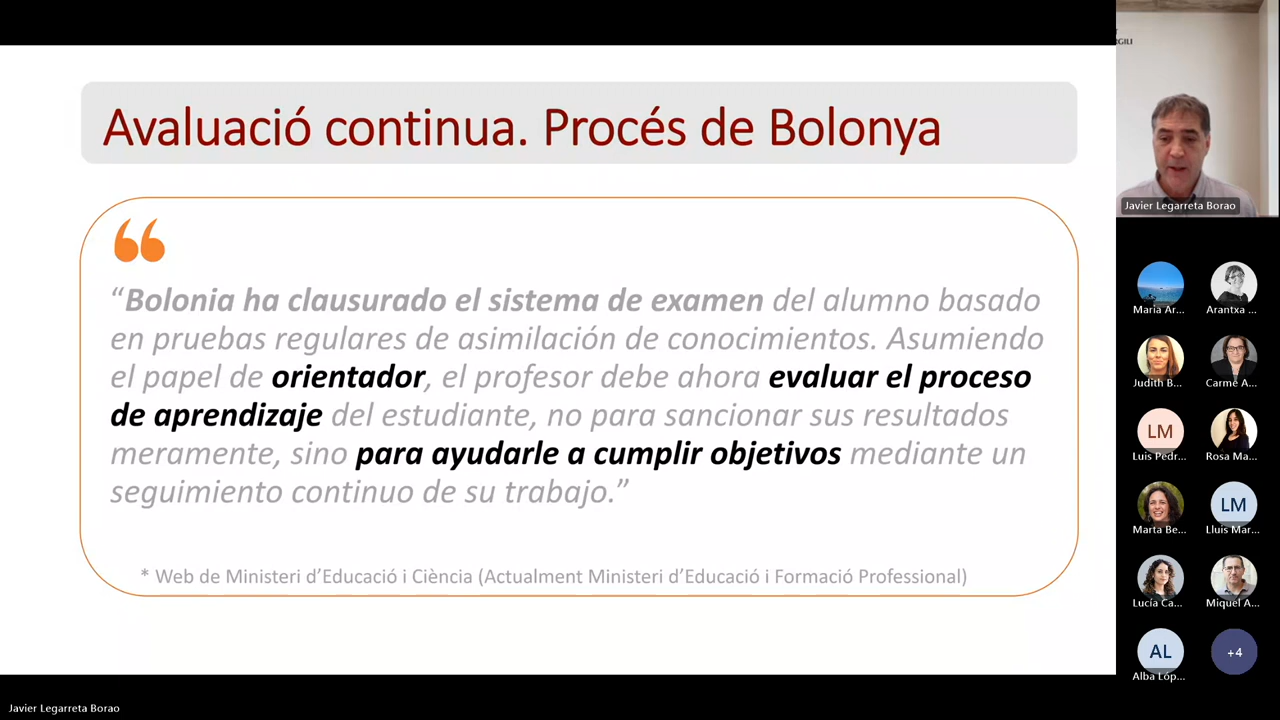 Avaluació continua. Procés de Bolonya
“Bolonia ha clausurado el sistema de examen del alumno basado
en pruebas regulares de asimilación de conocimientos. Asumiendo
el papel de orientador, el profesor debe ahora evaluar el proceso
de aprendizaje del estudiante, no para sancionar sus resultados
meramente, sino para ayudarle a cumplir objetivos mediante un
seguimiento continuo de su trabajo.”
* Web de Ministeri d’Educació i Ciència (Actualment Ministeri d’Educació i Formació Professional)
Javier Legarreta Borao
María Ar...
Arantxa ...
Judith B...
Carme A...
LM
Luis Pedr...
Rosa Ma...
Marta Be...
LM
Lluis Mar...
Lucía Ca...
Miquel A...
AL
Alba Lóp...
+4
Javier Legarreta Borao